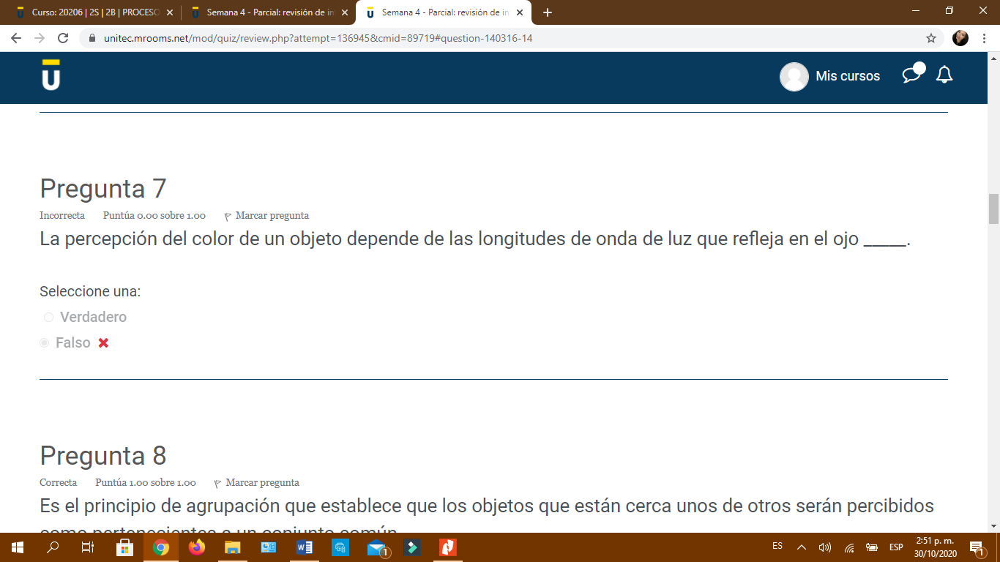 Curso: 20206 | 2S | 2B | PROCESO
Semana 4 - Parcial: revisión de in
Semana 4 - Parcial: revisión de in
unitec.mrooms.net/mod/quiz/review.php?attempt=136945&cmid=89719#question-140316-14
Mis cursos
Pregunta 7
Incorrecta Puntúa 0.00 sobre 1.00 Marcar pregunta
La percepción del color de un objeto depende de las longitudes de onda de luz que refleja en el ojo _____.
Seleccione una:
Verdadero
Falso
Pregunta 8
Correcta Puntúa 1.00 sobre 1.00 Marcar pregunta
Es el principio de agrupación que establece que los objetos que están cerca unos de otros serán percibidos
como pertenecientes a un conjunto común
ES
ESP
2:51 p. m.
30/10/2020